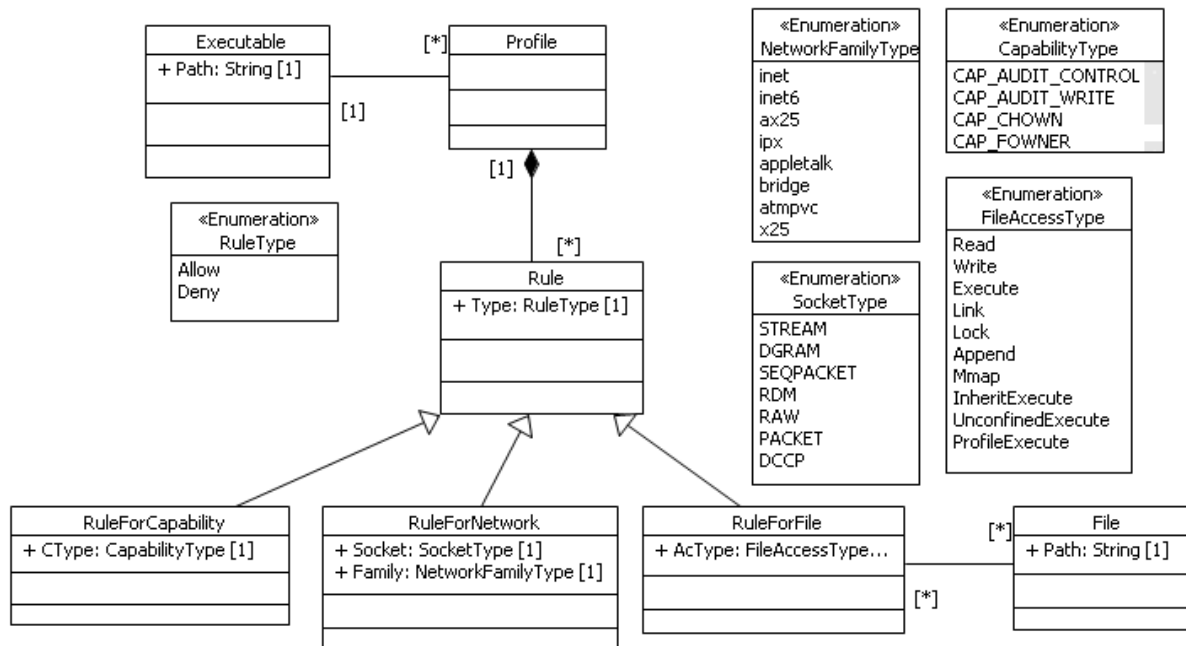 Executable
+ Path: String [1]
[*]
Profile
[1]
[1]
«Enumeration»
NetworkFamilyType
inet
inet6
ax25
ipx
appletalk
bridge
atmpvc
x25
«Enumeration»
CapabilityType
CAP_AUDIT_CONTROL
CAP_AUDIT_WRITE
CAP_CHOWN
CAP_FOWNER
«Enumeration»
RuleType
Allow
Deny
[*]
Rule
+ Type: RuleType [1]
«Enumeration»
SocketType
STREAM
DGRAM
SEQPACKET
RDM
RAW
PACKET
DCCP
«Enumeration»
FileAccessType
Read
Write
Execute
Link
Lock
Append
Mmap
InheritExecute
UnconfinedExecute
ProfileExecute
RuleForCapability
+ CType: CapabilityType [1]
RuleForNetwork
+ Socket: SocketType [1]
+ Family: NetworkFamilyType [1]
RuleForFile
+ AcType: FileAccessType...
[*]
[*]
File
+ Path: String [1]